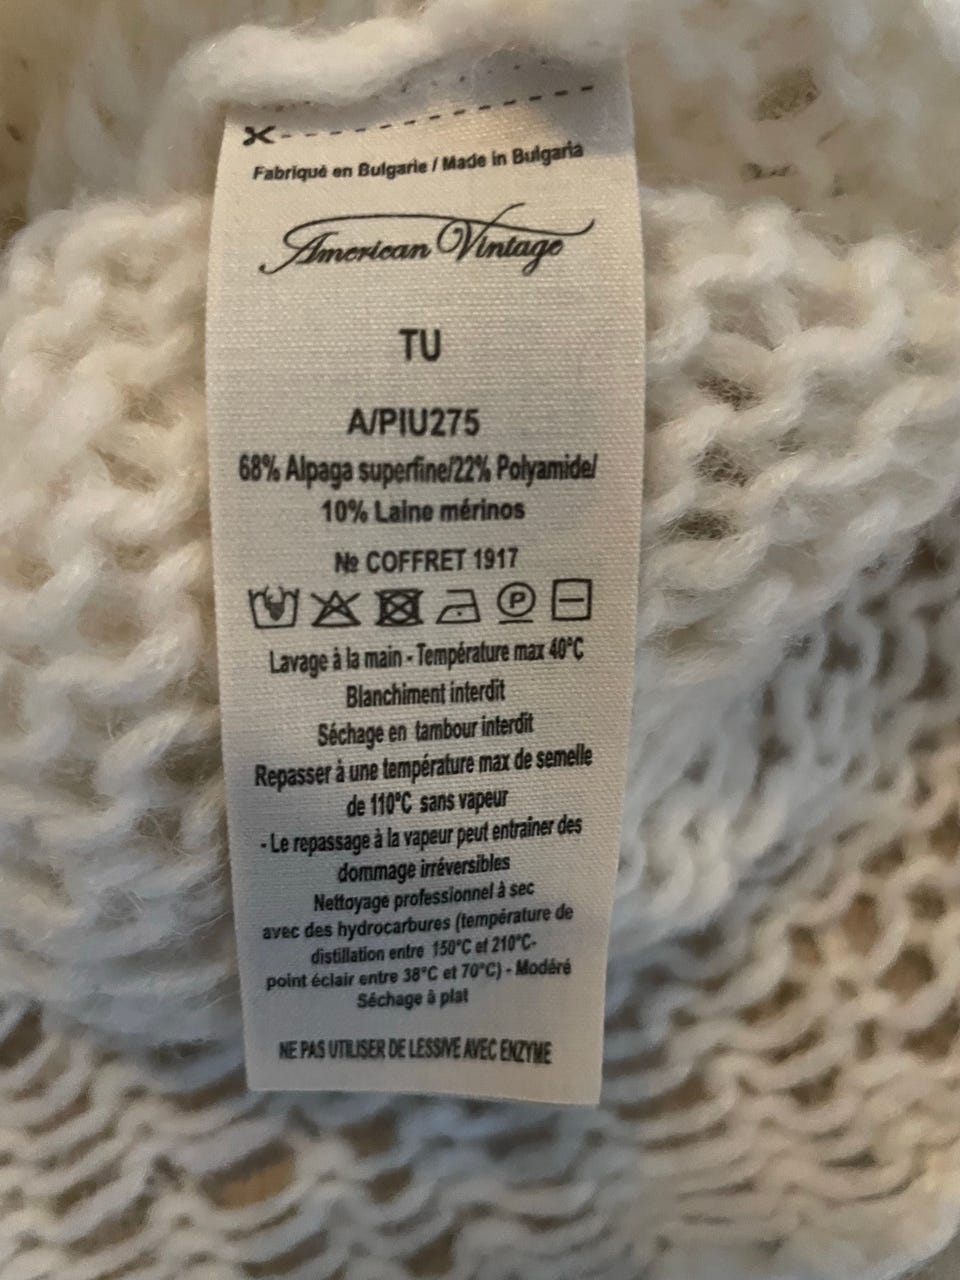 Fabriqué en Bulgarie / Made in Bulgaria
American Vintage
TU
A/PIU275
68% Alpaga superfine/22% Polyamide/
10% Laine mérinos
№ COFFRET 1917
P
Lavage à la main - Température max 40°C
Blanchiment interdit
Séchage en tambour interdit
Repasser à une température max de semelle
de 110°C sans vapeur
- Le repassage à la vapeur peut entraîner des
dommage irréversibles
Nettoyage professionnel à sec
avec des hydrocarbures (température de
distillation entre 150°C et 210°C-
point éclair entre 38°C et 70°C) - Modéré
Séchage à plat
NE PAS UTILISER DE LESSIVE AVEC ENZYME